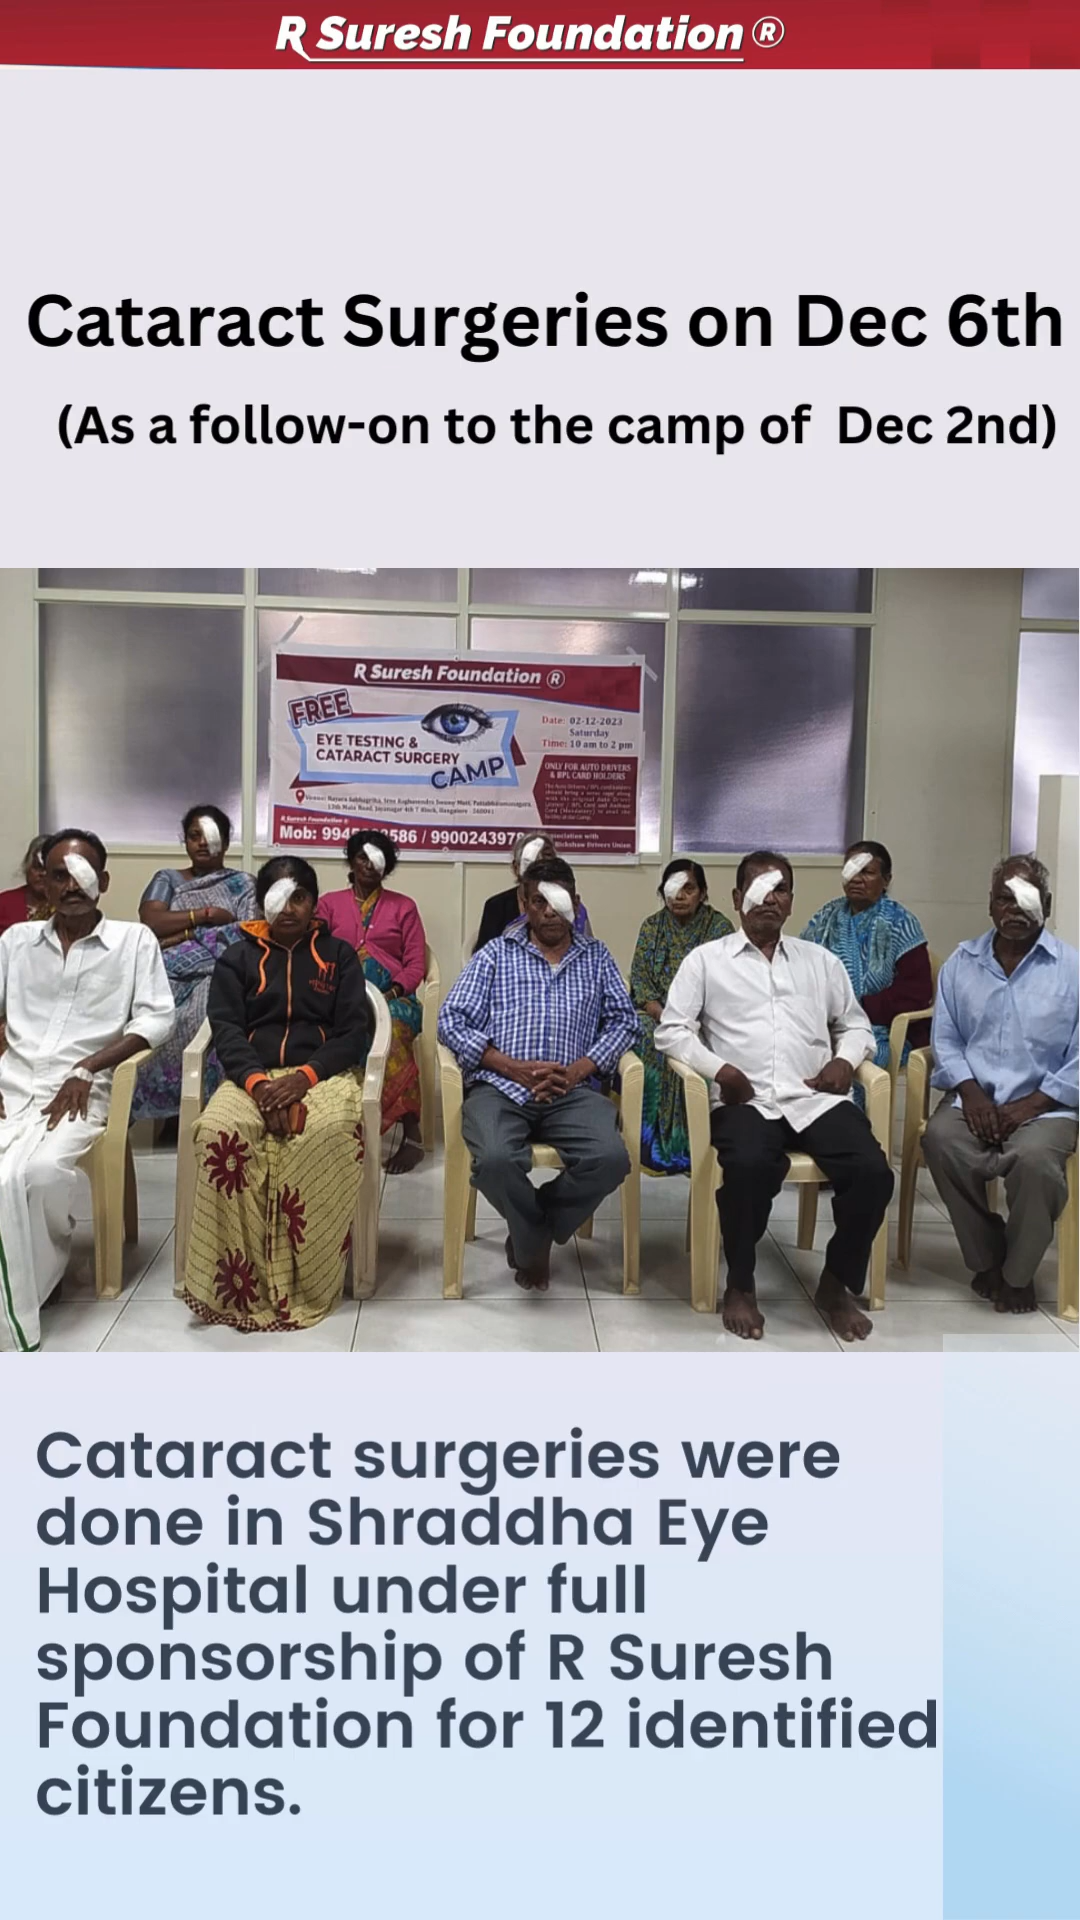 R Suresh Foundation ®
Cataract Surgeries on Dec 6th
(As a follow-on to the camp of Dec 2nd)
R Suresh Foundation ®
FREE
EYE TESTING &
CATARACT SURGERY
CAMP
Date: 02-12-2023
Saturday
Time: 10 am to 2 pm
ONLY FOR AUTO DRIVERS
& BPL CARD HOLDERS
R Suresh Foundation ®
Mob: 994 586 / 990024397
Cataract surgeries were
done in Shraddha Eye
Hospital under full
sponsorship of R Suresh
Foundation for 12 identified
citizens.